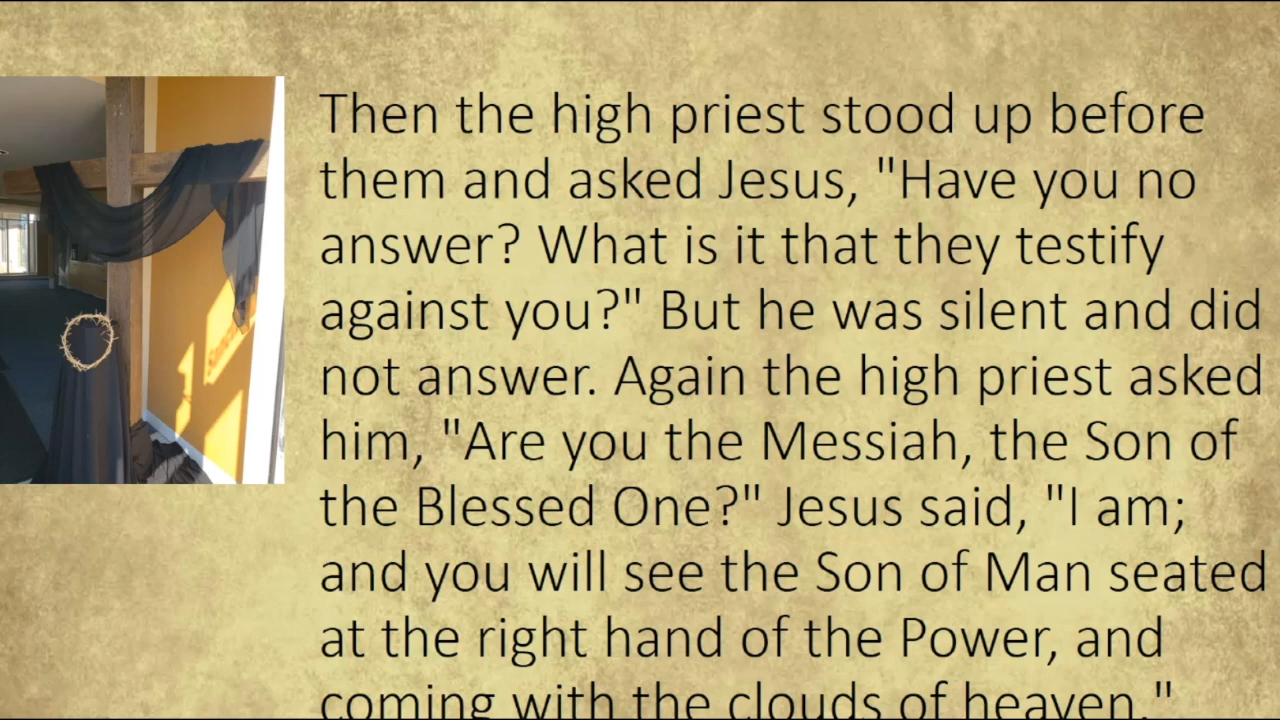 Then the high priest stood up before
them and asked Jesus, "Have you no
answer? What is it that they testify
against you?" But he was silent and did
not answer. Again the high priest asked
him, "Are you the Messiah, the Son of
the Blessed One?" Jesus said, "I am;
and you will see the Son of Man seated
at the right hand of the Power, and
coming with the clouds of heaven."